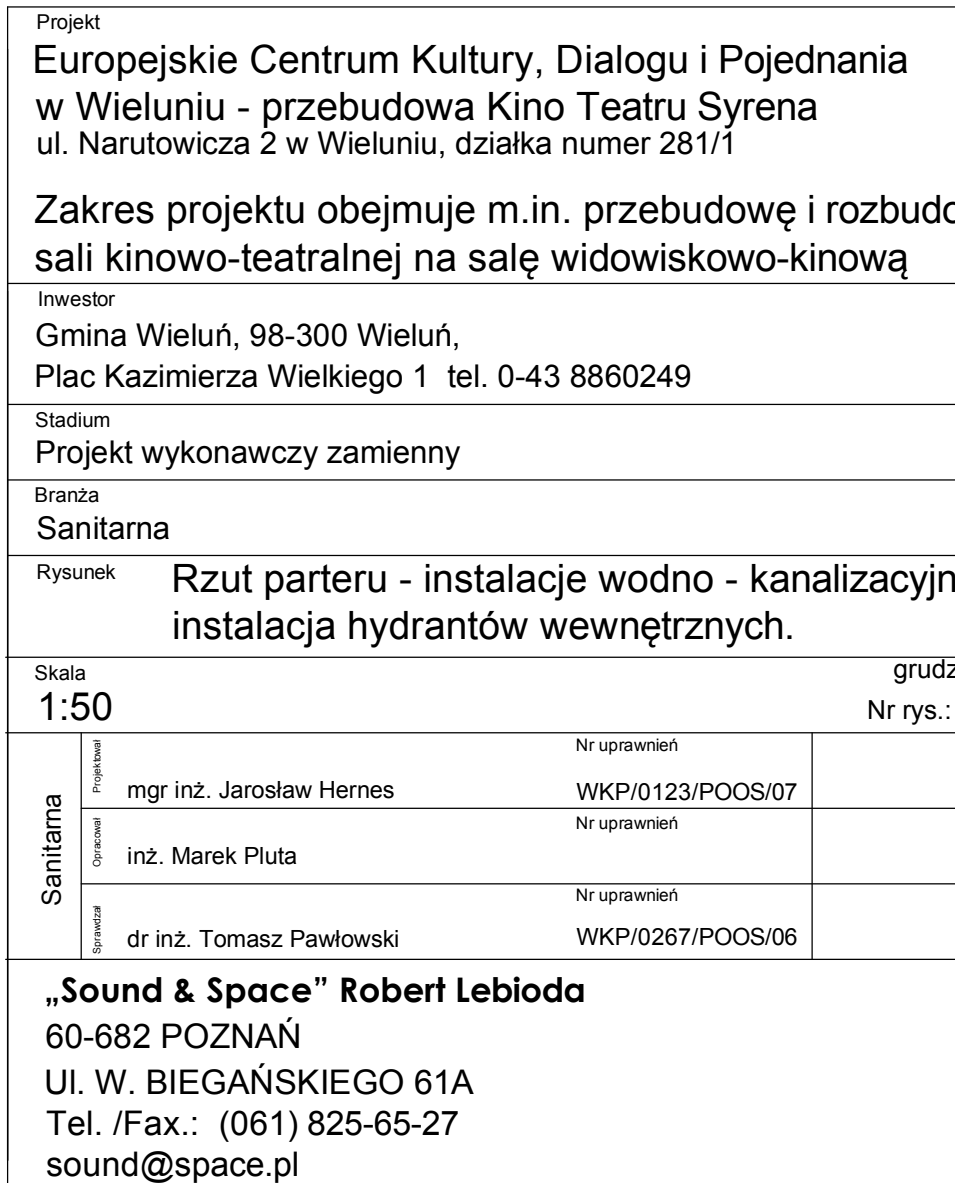 Projekt
Europejskie Centrum Kultury, Dialogu i Pojednania
w Wieluniu - przebudowa Kino Teatru Syrena
ul. Narutowicza 2 w Wieluniu, działka numer 281/1
Zakres projektu obejmuje m.in. przebudowę i rozbudo
sali kinowo-teatralnej na salę widowiskowo-kinową
Inwestor
Gmina Wieluń, 98-300 Wieluń,
Plac Kazimierza Wielkiego 1 tel. 0-43 8860249
Stadium
Projekt wykonawczy zamienny
Branża
Sanitarna
Rysunek
Rzut parteru - instalacje wodno - kanalizacyjn
instalacja hydrantów wewnętrznych.
Skala
grudz
1:50
Nr rys.:
Sanitarna
Projektował
Nr uprawnień
mgr inż. Jarosław Hernes WKP/0123/POOS/07
Opracował
Nr uprawnień
inż. Marek Pluta
Sprawdzał
Nr uprawnień
dr inż. Tomasz Pawłowski WKP/0267/POOS/06
„Sound & Space” Robert Lebioda
60-682 POZNAŃ
Ul. W. BIEGAŃSKIEGO 61A
Tel. /Fax.: (061) 825-65-27
sound@space.pl